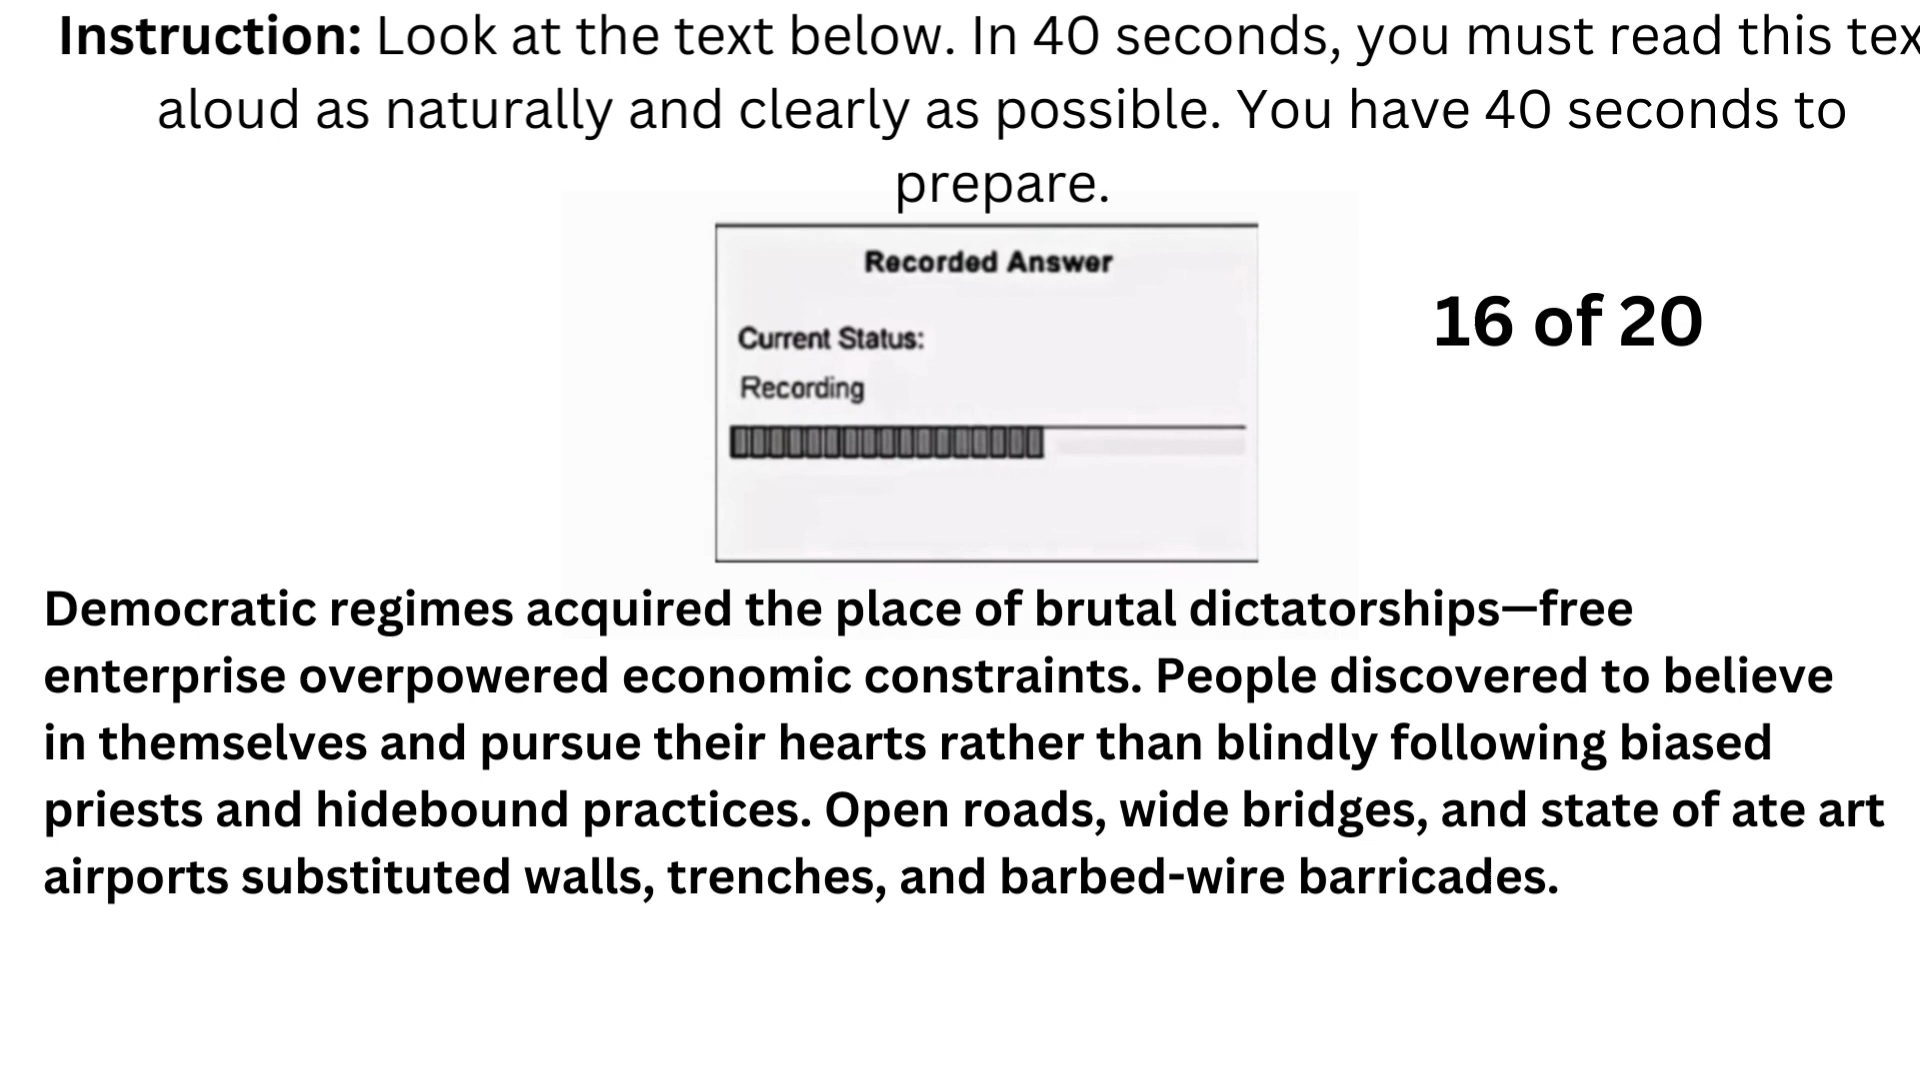 Instruction: Look at the text below. In 40 seconds, you must read this tex
aloud as naturally and clearly as possible. You have 40 seconds to
prepare.
Recorded Answer
Current Status:
Recording
16 of 20
Democratic regimes acquired the place of brutal dictatorships—free
enterprise overpowered economic constraints. People discovered to believe
in themselves and pursue their hearts rather than blindly following biased
priests and hidebound practices. Open roads, wide bridges, and state of ate art
airports substituted walls, trenches, and barbed-wire barricades.